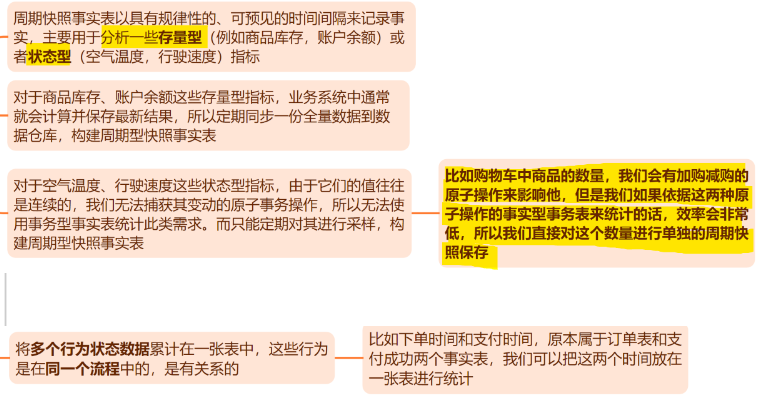 周期快照事实表以具有规律性的、可预见的时间间隔来记录事
实，主要用于分析一些存量型（例如商品库存，账户余额）或
者状态型（空气温度，行驶速度）指标
对于商品库存、账户余额这些存量型指标，业务系统中通常
就会计算并保存最新结果，所以定期同步一份全量数据到数
据仓库，构建周期型快照事实表
对于空气温度、行驶速度这些状态型指标，由于它们的值往往
是连续的，我们无法捕获其变动的原子事务操作，所以无法使
用事务型事实表统计此类需求。而只能定期对其进行采样，构
建周期型快照事实表
比如购物车中商品的数量，我们会有加购减购的
原子操作来影响他，但是我们如果依据这两种原
子操作的事实型事务表来统计的话，效率会非常
低，所以我们直接对这个数量进行单独的周期快
照保存
将多个行为状态数据累计在一张表中，这些行为
是在同一个流程中的，是有关系的
比如下单时间和支付时间，原本属于订单表和支
付成功两个事实表，我们可以把这两个时间放在
一张表进行统计